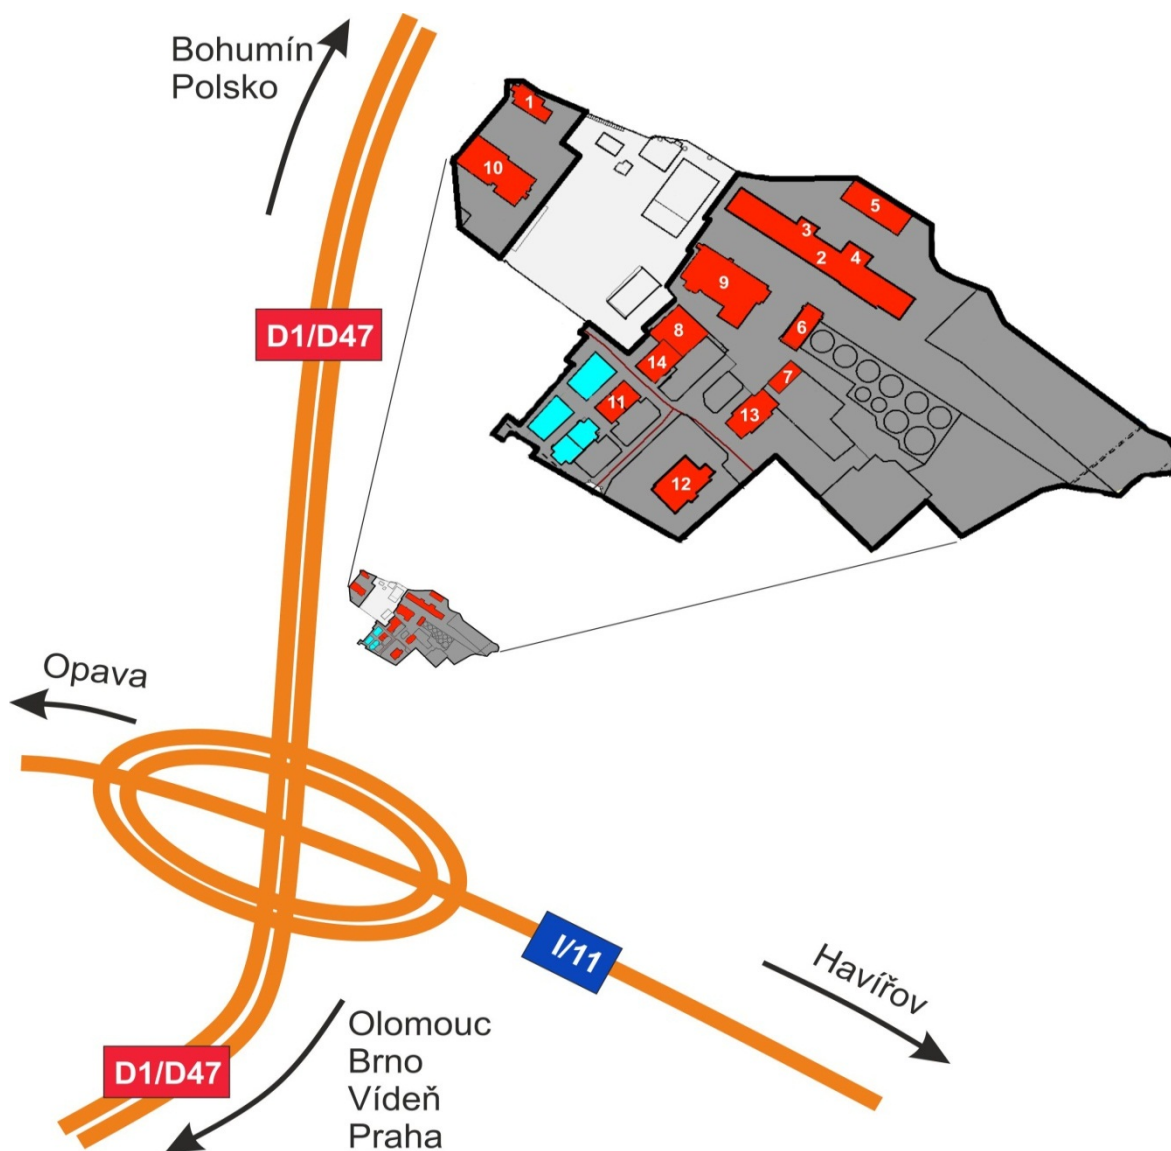 Bohumín
Polsko
1
10
5
3
2
4
9
6
8
14
7
11
13
12
D1/D47
Opava
I/11
Havířov
D1/D47
Olomouc
Brno
Vídeň
Praha